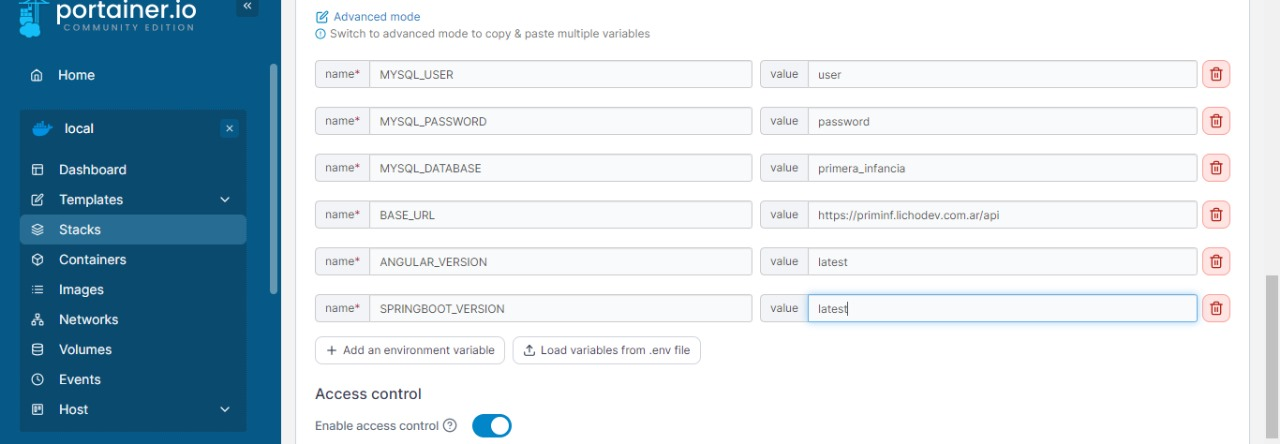 portainer.io
COMMUNITY EDITION
«
Home
local
×
Dashboard
Templates
Stacks
Containers
Images
Networks
Volumes
Events
Host
Advanced mode
Switch to advanced mode to copy & paste multiple variables
name* MYSQL_USER value user
name* MYSQL_PASSWORD value password
name* MYSQL_DATABASE value primera_infancia
name* BASE_URL value https://priminf.lichodev.com.ar/api
name* ANGULAR_VERSION value latest
name* SPRINGBOOT_VERSION value latest
+ Add an environment variable Load variables from .env file
Access control
Enable access control